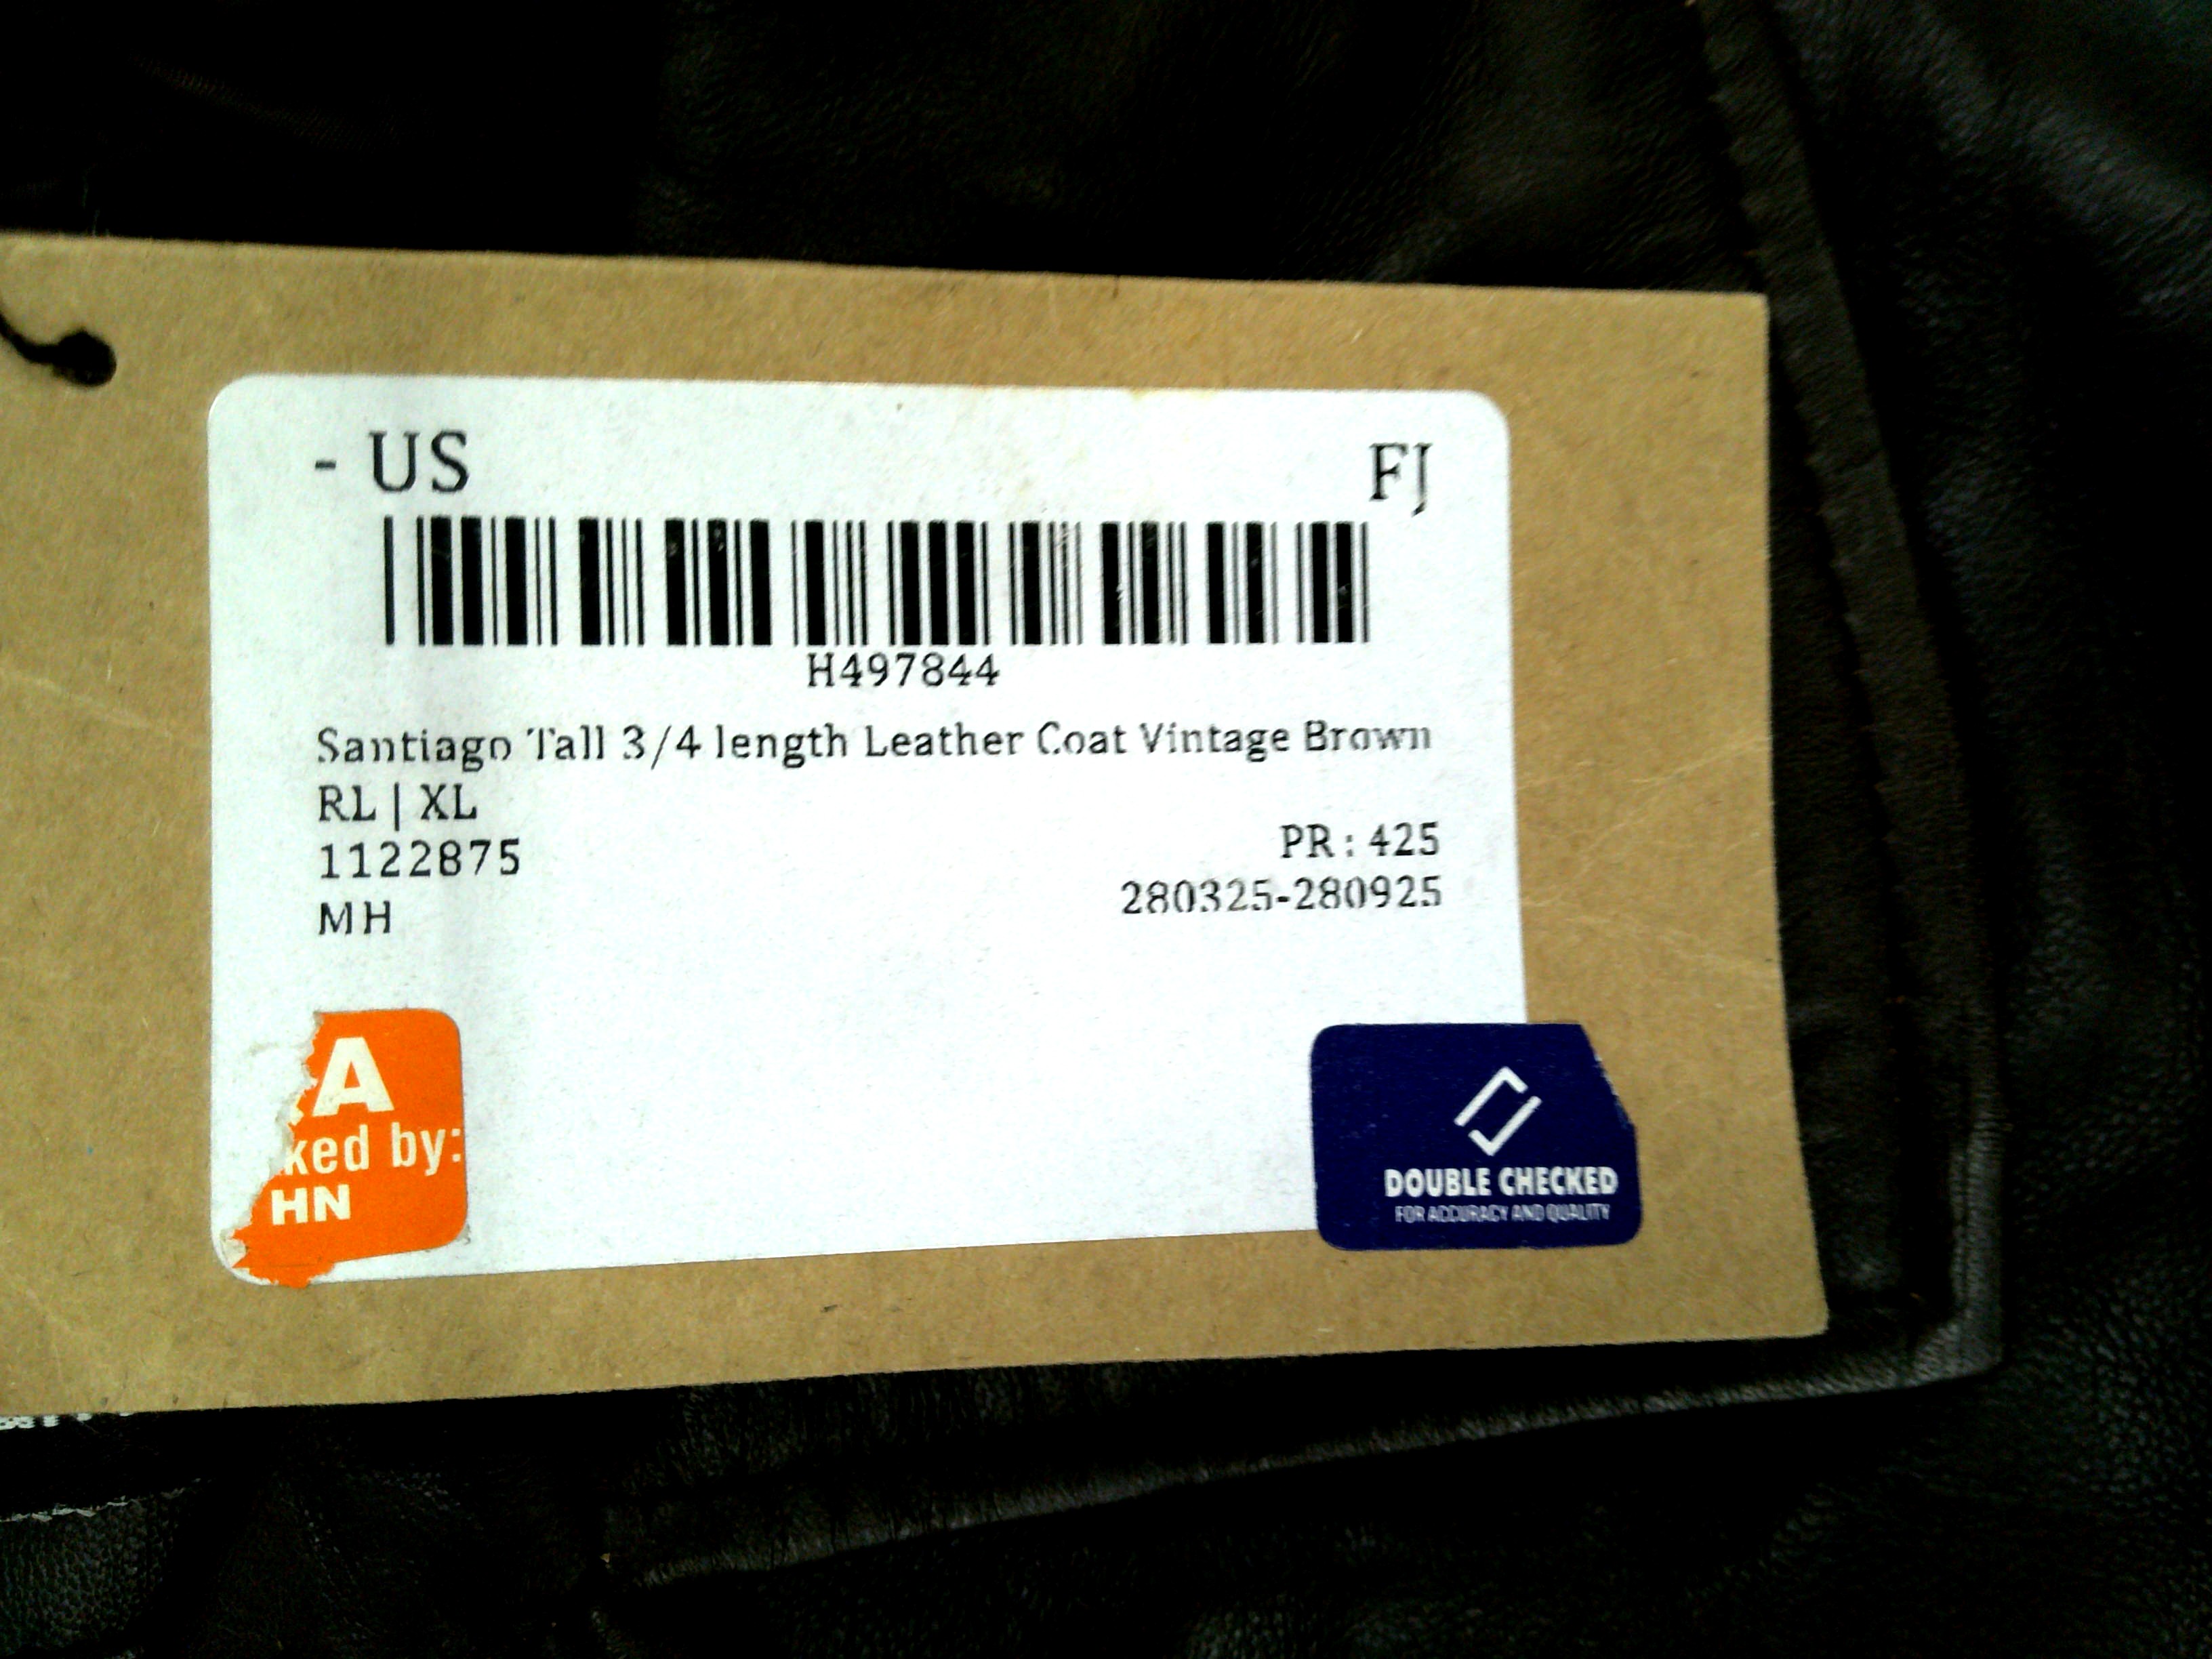 - US FJ
H497844
Santiago Tall 3/4 length Leather Coat Vintage Brown
RL | XL
1122875
PR : 425
MH
280325-280925
A
ked by:
HN
DOUBLE CHECKED
FOR ACCURACY AND QUALITY